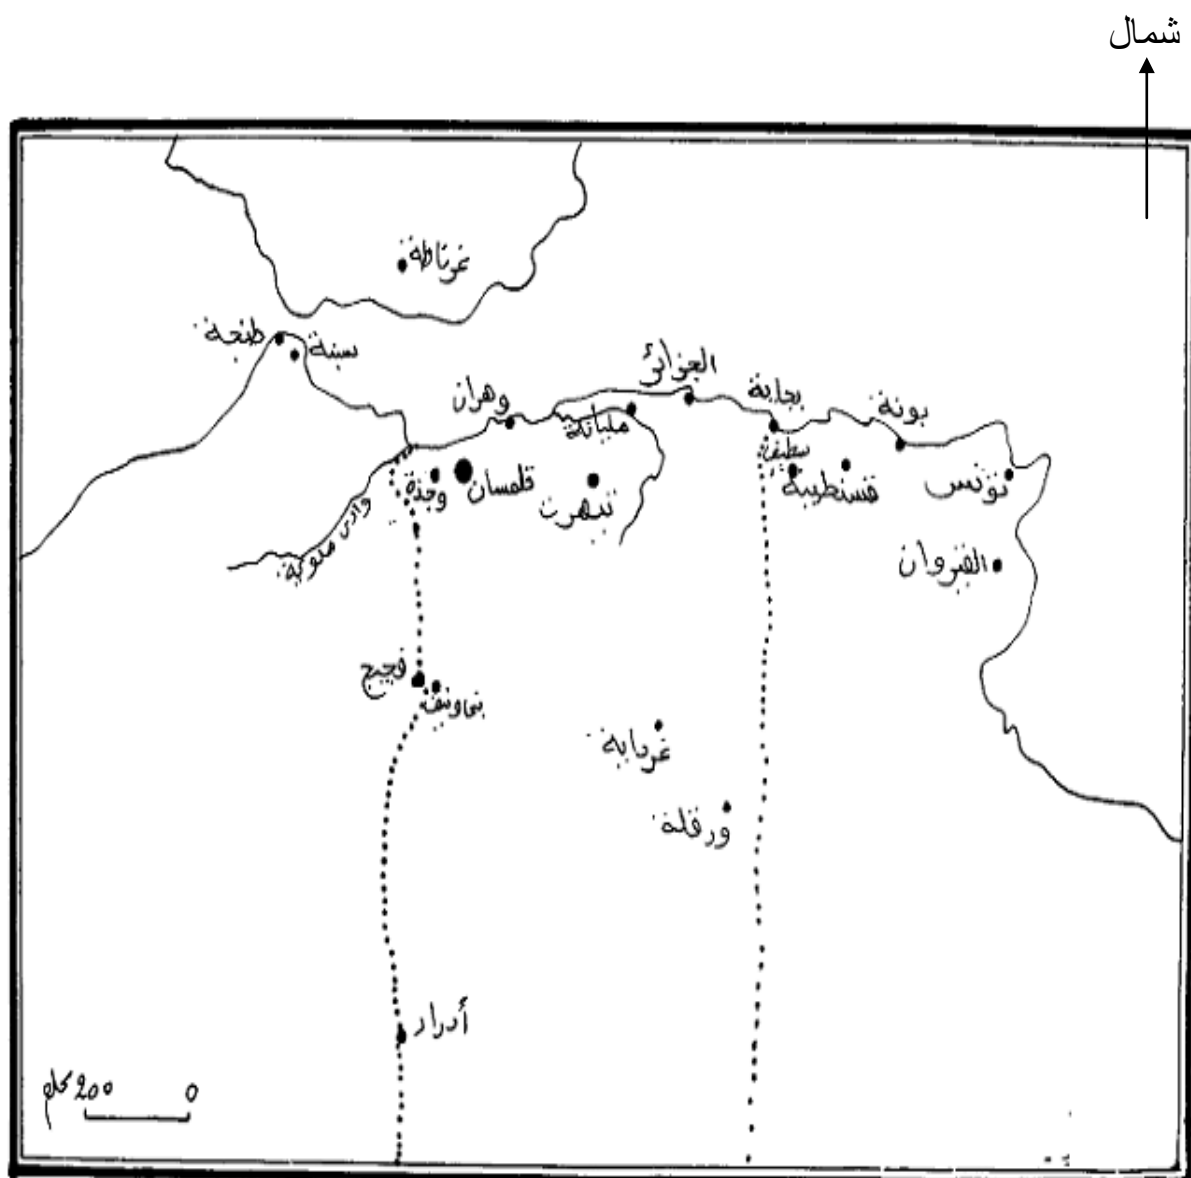 شمال
غرناطة
طنجة
سبتة
الجزائر
وهران
بجاية
بونة
مليانة
سطيف
وجدة
تلمسان
تيهرت
قسنطينة
تونس
وادي ملوية
القيروان
فجيج
غرداية
ورقلة
أدرار
200 كلم
0